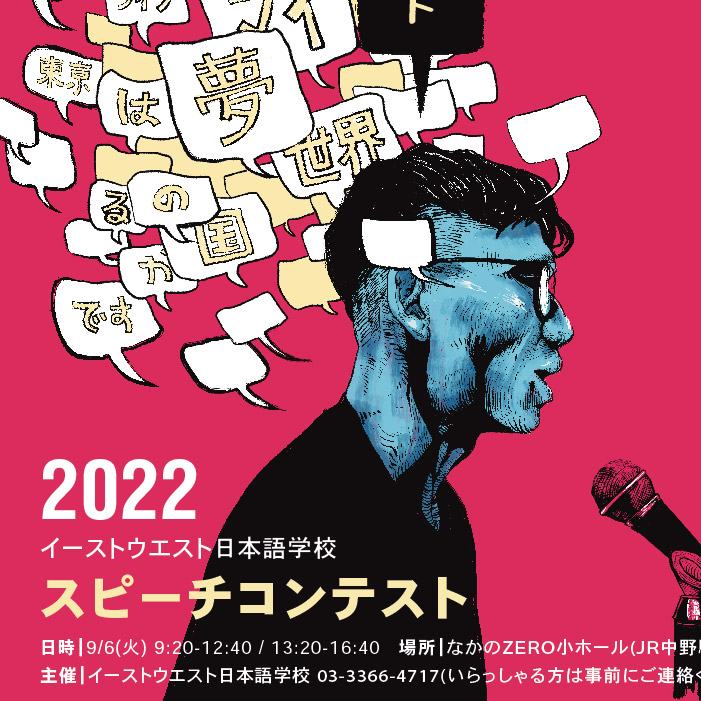 ト
東京
は
夢
世界
る
の
国
か
です
2022
イーストウエスト日本語学校
スピーチコンテスト
日時|9/6(火) 9:20-12:40 / 13:20-16:40 場所|なかのZERO小ホール(JR中野
主催|イーストウエスト日本語学校 03-3366-4717(いらっしゃる方は事前にご連絡